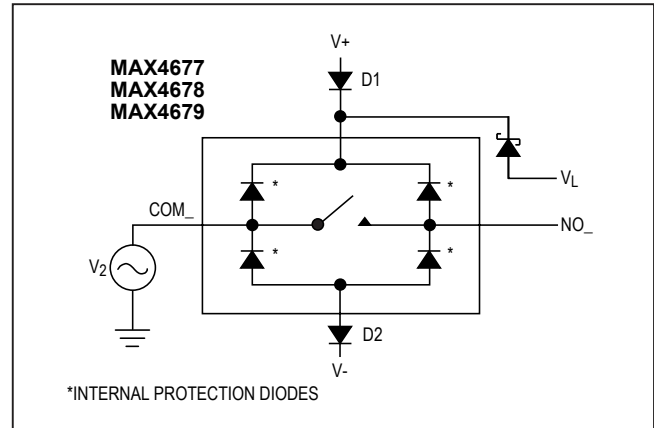 V+
MAX4677
MAX4678
MAX4679
D1
*
*
VL
COM_
NO_
*
*
V2
D2
V-
*INTERNAL PROTECTION DIODES